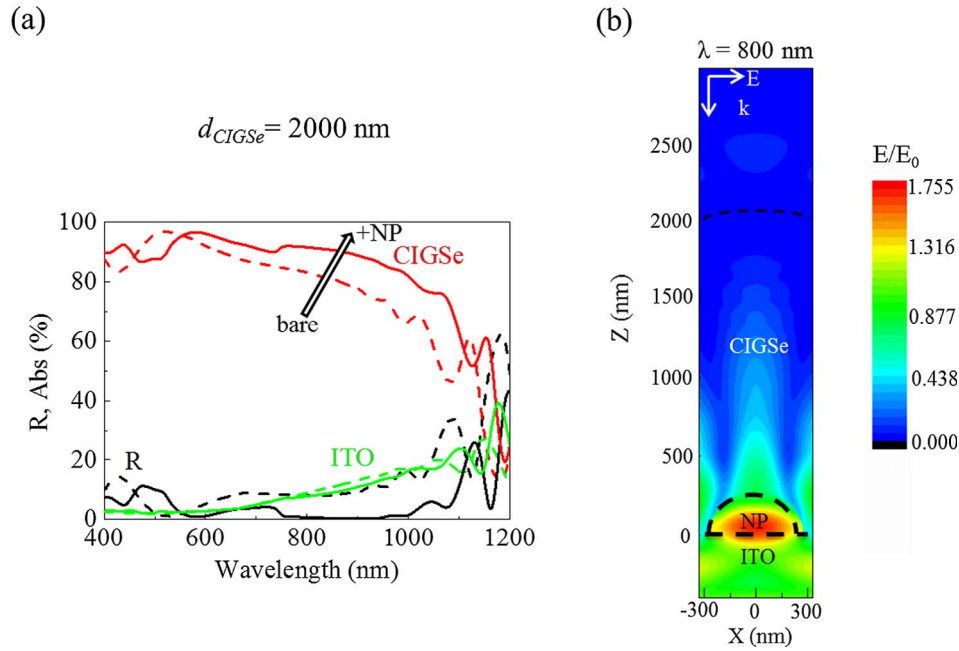 (a)
d_CIGSe = 2000 nm
100
80
60
40
20
0
R, Abs (%)
+NP
CIGSe
bare
R
ITO
400
600
800
1000
1200
Wavelength (nm)
(b)
λ = 800 nm
E
k
2500
2000
1500
1000
500
0
Z (nm)
CIGSe
NP
ITO
-300
0
300
X (nm)
E/E₀
1.755
1.316
0.877
0.438
0.000